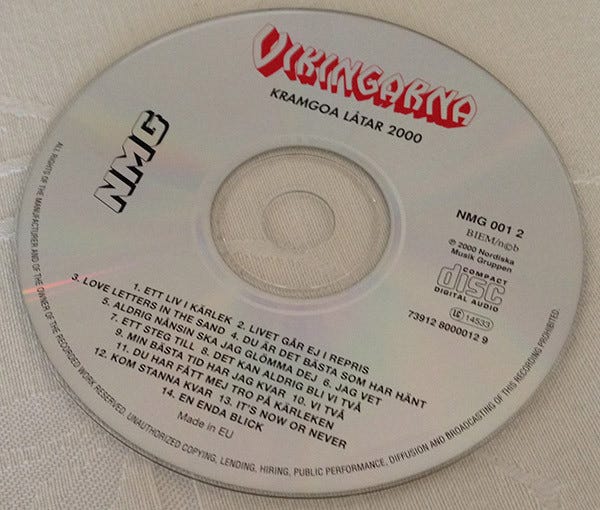 VIKINGARNA
KRAMGOA LÅTAR 2000
NMG
NMG 001 2
BIEM/n©b
℗ 2000 Nordiska
Musik Gruppen
COMPACT
disc
DIGITAL AUDIO
LC 14533
73912 8000012 9
1. ETT LIV I KÄRLEK 2. LIVET GÅR EJ I REPRIS
3. LOVE LETTERS IN THE SAND 4. DU ÄR DET BÄSTA SOM HAR HÄNT
5. ALDRIG NÅNSIN SKA JAG GLÖMMA DEJ 6. JAG VET
7. ETT STEG TILL 8. DET KAN ALDRIG BLI VI TVÅ
9. MIN BÄSTA TID HAR JAG KVAR 10. VI TVÅ
11. DU HAR FÅTT MEJ TRO PÅ KÄRLEKEN
12. KOM STANNA KVAR 13. IT'S NOW OR NEVER
14. EN ENDA BLICK
Made in EU
ALL RIGHTS OF THE MANUFACTURER AND OF THE OWNER OF THE RECORDED WORK RESERVED. UNAUTHORIZED COPYING, LENDING, HIRING, PUBLIC PERFORMANCE, DIFFUSION AND BROADCASTING OF THIS RECORDING PROHIBITED